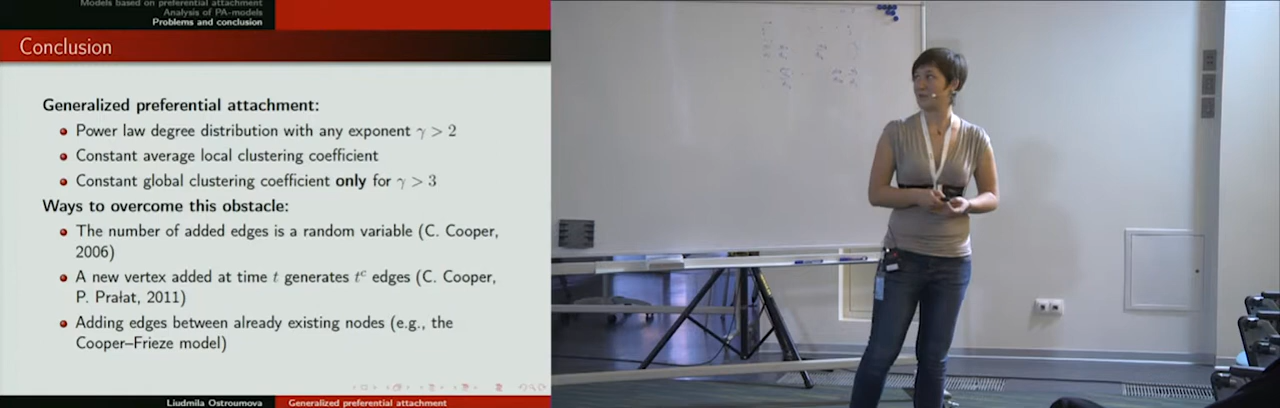 Models based on preferential attachment
Analysis of PA-models
Problems and conclusion
Conclusion
Generalized preferential attachment:
Power law degree distribution with any exponent γ > 2
Constant average local clustering coefficient
Constant global clustering coefficient only for γ > 3
Ways to overcome this obstacle:
The number of added edges is a random variable (C. Cooper,
2006)
A new vertex added at time t generates tᶜ edges (C. Cooper,
P. Prałat, 2011)
Adding edges between already existing nodes (e.g., the
Cooper–Frieze model)
Liudmila Ostroumova
Generalized preferential attachment